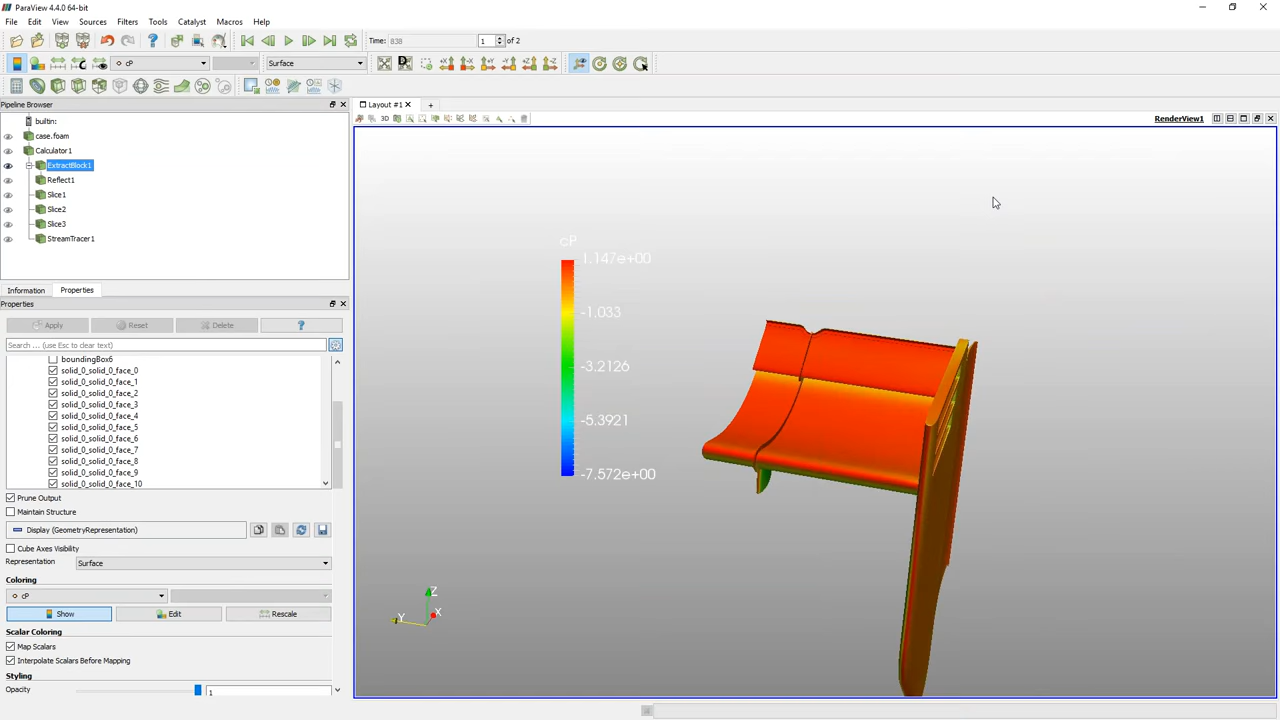 ParaView 4.4.0 64-bit
File Edit View Sources Filters Tools Catalyst Macros Help
Time: 838 1 of 2
cP Surface
Pipeline Browser
Layout #1
3D RenderView1
builtin:
case.foam
Calculator1
ExtractBlock1
Reflect1
Slice1
Slice2
Slice3
StreamTracer1
Information Properties
Properties
Apply Reset Delete ?
Search ... (use Esc to clear text)
boundingBox6
solid_0_solid_0_face_0
solid_0_solid_0_face_1
solid_0_solid_0_face_2
solid_0_solid_0_face_3
solid_0_solid_0_face_4
solid_0_solid_0_face_5
solid_0_solid_0_face_6
solid_0_solid_0_face_7
solid_0_solid_0_face_8
solid_0_solid_0_face_9
solid_0_solid_0_face_10
Prune Output
Maintain Structure
Display (GeometryRepresentation)
Cube Axes Visibility
Representation Surface
Coloring
cP
Show Edit Rescale
Scalar Coloring
Map Scalars
Interpolate Scalars Before Mapping
Styling
Opacity 1
cP
1.147e+00
-1.033
-3.2126
-5.3921
-7.572e+00
Z
Y X